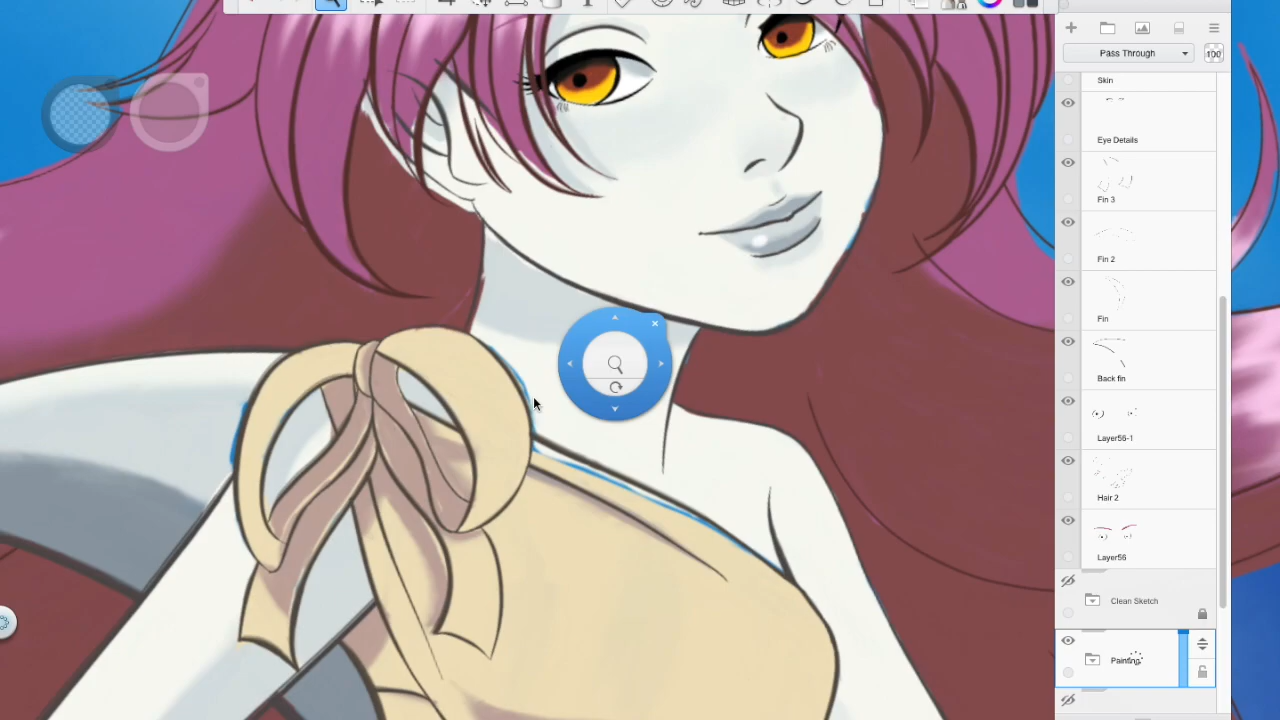 Pass Through
100
Skin
Eye Details
Fin 3
Fin 2
Fin
Back fin
Layer56-1
Hair 2
Layer56
Clean Sketch
Painting